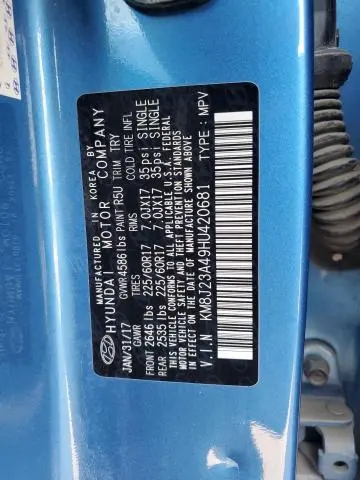 MANUFACTURED IN KOREA BY
HYUNDAI MOTOR COMPANY
JAN/31/17 GVWR 4586 lbs PAINT R5U TRIM TRY
GAWR TIRE RIMS COLD TIRE INFL
FRONT 2646 lbs 225/60R17 7.0JX17 35psi SINGLE
REAR 2535 lbs 225/60R17 7.0JX17 35psi SINGLE
THIS VEHICLE CONFORMS TO ALL APPLICABLE U.S.A. FEDERAL
MOTOR VEHICLE SAFETY, BUMPER AND THEFT PREVENTION
STANDARDS IN EFFECT ON THE DATE OF
MANUFACTURE SHOWN ABOVE
V.I.N : KM8J23A49HU420681 TYPE : MPV